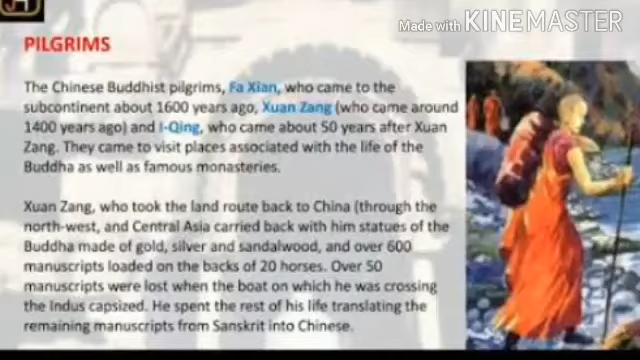 Made with KINEMASTER
PILGRIMS
The Chinese Buddhist pilgrims, Fa Xian, who came to the
subcontinent about 1600 years ago, Xuan Zang (who came around
1400 years ago) and I-Qing, who came about 50 years after Xuan
Zang. They came to visit places associated with the life of the
Buddha as well as famous monasteries.
Xuan Zang, who took the land route back to China (through the
north-west, and Central Asia carried back with him statues of the
Buddha made of gold, silver and sandalwood, and over 600
manuscripts loaded on the backs of 20 horses. Over 50
manuscripts were lost when the boat on which he was crossing
the Indus capsized. He spent the rest of his life translating the
remaining manuscripts from Sanskrit into Chinese.